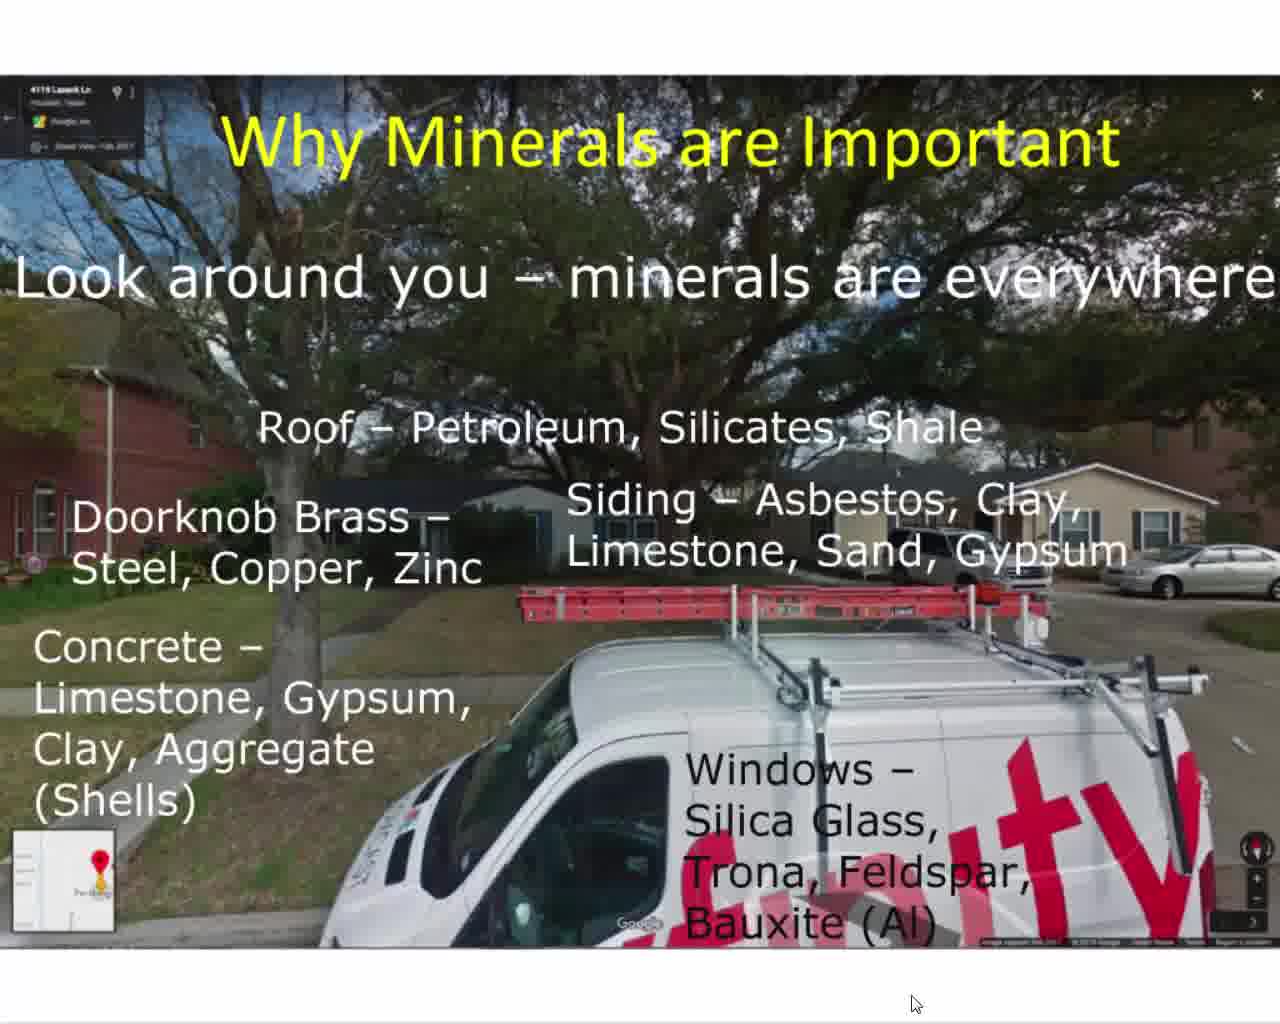 Why Minerals are Important
Look around you – minerals are everywhere
Roof – Petroleum, Silicates, Shale
Doorknob Brass –
Steel, Copper, Zinc
Siding – Asbestos, Clay,
Limestone, Sand, Gypsum
Concrete –
Limestone, Gypsum,
Clay, Aggregate
(Shells)
Windows –
Silica Glass,
Trona, Feldspar,
Bauxite (Al)
Google